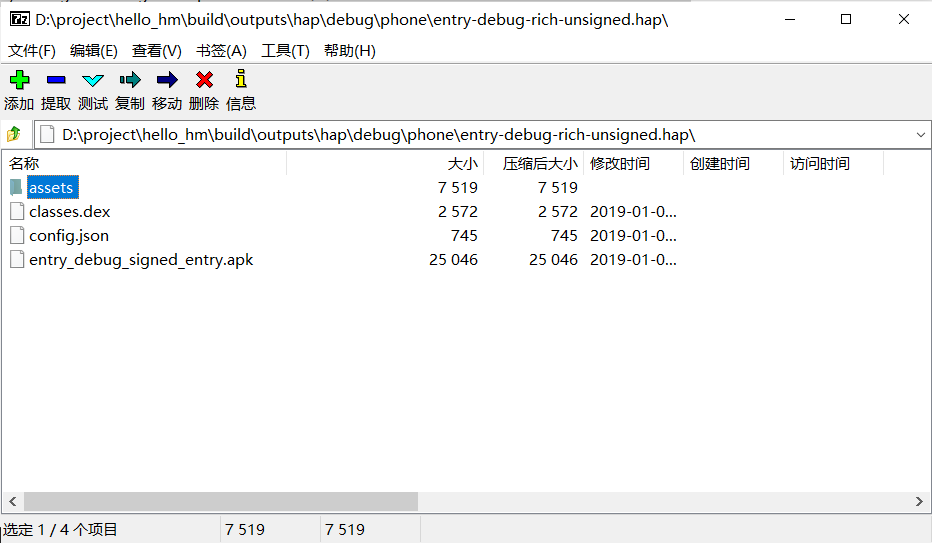 D:\project\hello_hm\build\outputs\hap\debug\phone\entry-debug-rich-unsigned.hap\
文件(F) 编辑(E) 查看(V) 书签(A) 工具(T) 帮助(H)
添加 提取 测试 复制 移动 删除 信息
D:\project\hello_hm\build\outputs\hap\debug\phone\entry-debug-rich-unsigned.hap\
名称 大小 压缩后大小 修改时间 创建时间 访问时间
assets 7 519 7 519
classes.dex 2 572 2 572 2019-01-0...
config.json 745 745 2019-01-0...
entry_debug_signed_entry.apk 25 046 25 046 2019-01-0...
选定 1 / 4 个项目 7 519 7 519